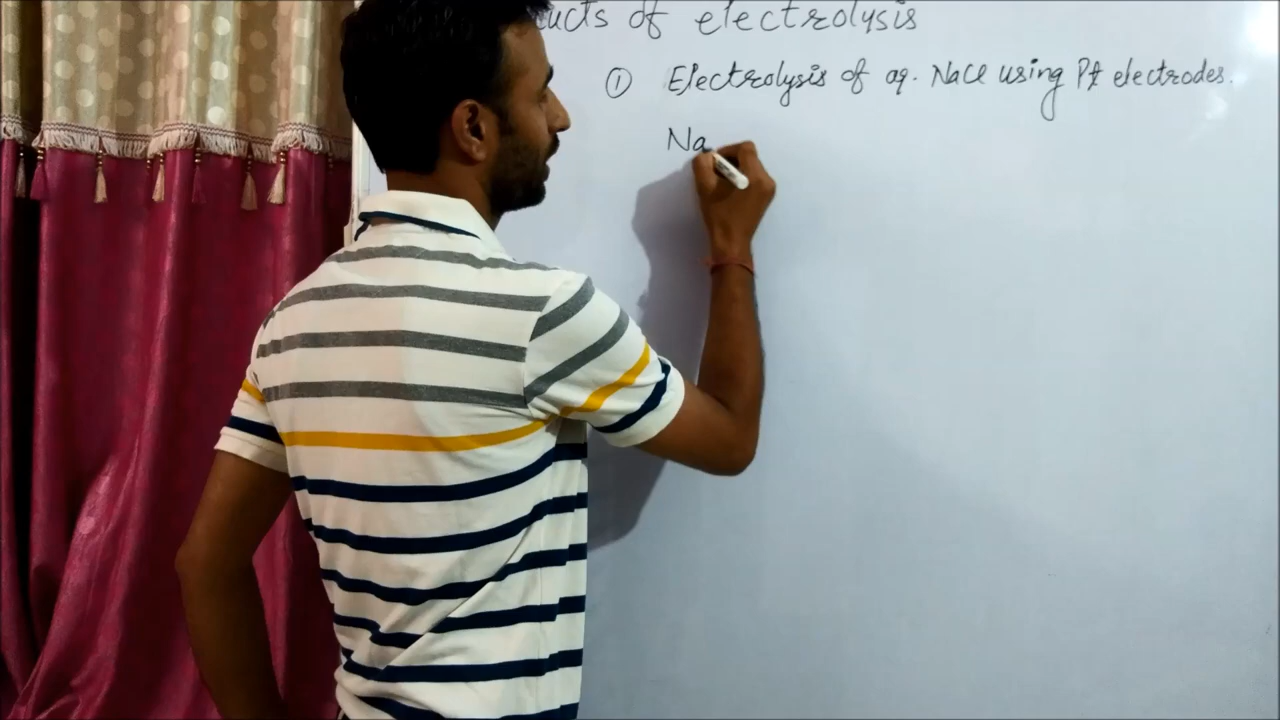 ucts of electrolysis
① Electrolysis of aq. NaCl using Pt electrodes.
Na